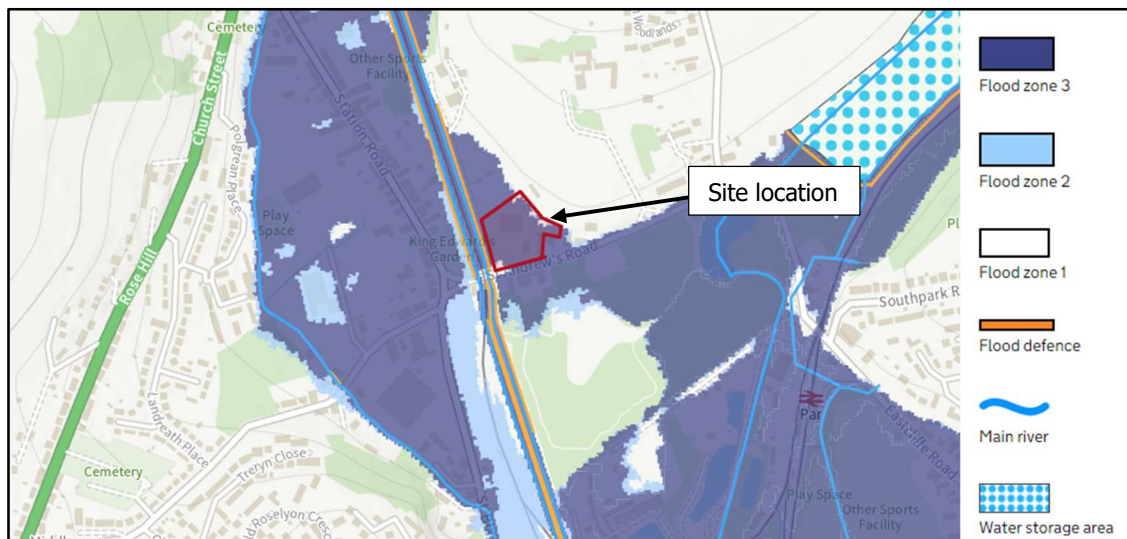 Cemetery
Woodlands
Other Sports
Facility
Church Street
Station Road
Polgrean Place
Site location
Play
Space
King Edward's
Garden
St Andrew's Road
Rose Hill
Southpark R
Landreath Place
Par
Eastcliffe Road
Treryn Close
Cemetery
Play Space
Other Sports
Facility
Roselyon Cresc
Flood zone 3
Flood zone 2
Flood zone 1
Flood defence
Main river
Water storage area